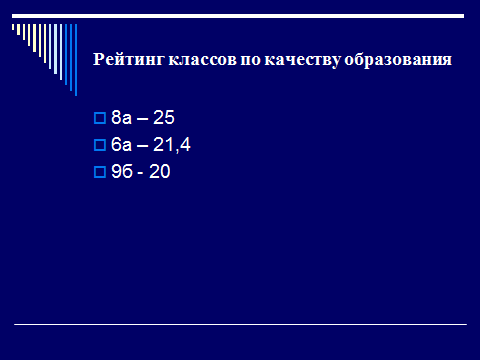 Рейтинг классов по качеству образования
8а – 25
6а – 21,4
9б - 20